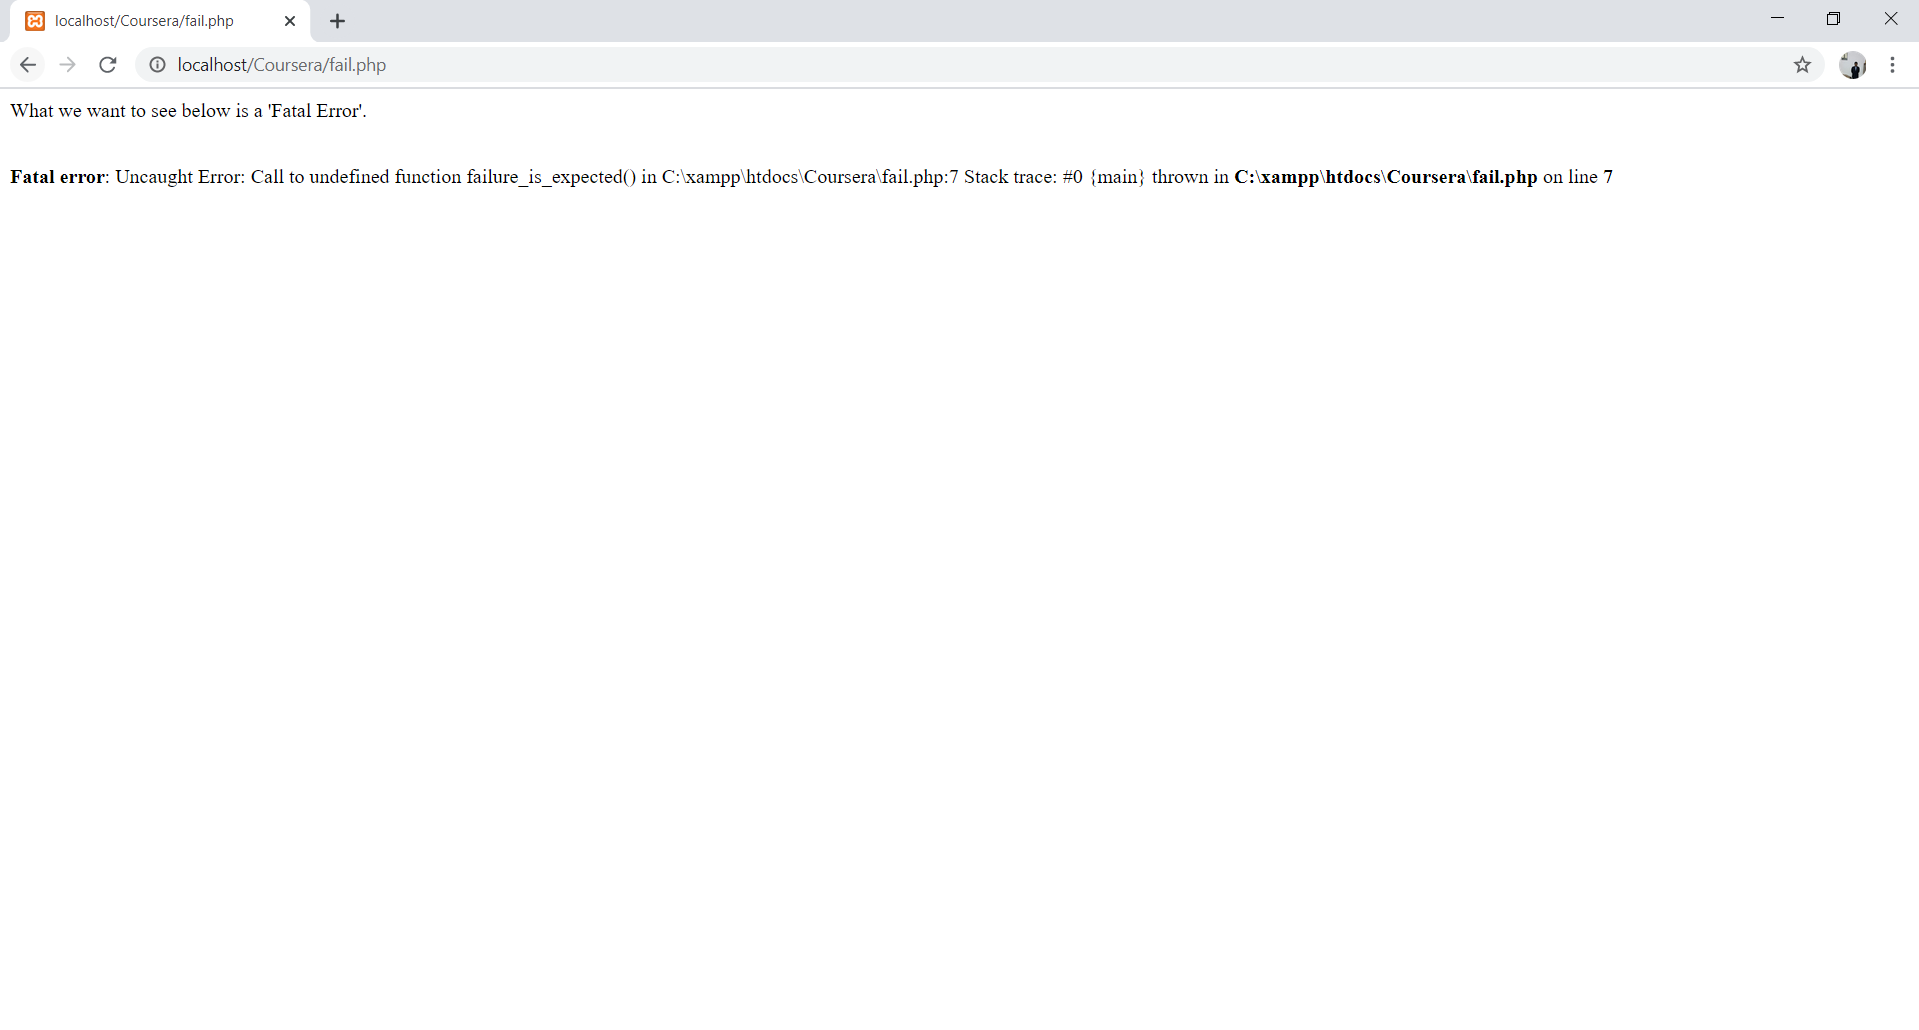 localhost/Coursera/fail.php
localhost/Coursera/fail.php
What we want to see below is a 'Fatal Error'.
Fatal error: Uncaught Error: Call to undefined function failure_is_expected() in C:\xampp\htdocs\Coursera\fail.php:7 Stack trace: #0 {main} thrown in C:\xampp\htdocs\Coursera\fail.php on line 7